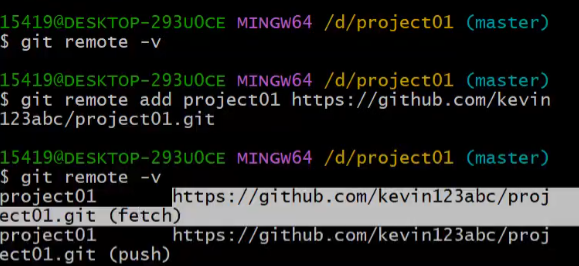 15419@DESKTOP-293U0CE MINGW64 /d/project01 (master)
$ git remote -v
15419@DESKTOP-293U0CE MINGW64 /d/project01 (master)
$ git remote add project01 https://github.com/kevin
123abc/project01.git
15419@DESKTOP-293U0CE MINGW64 /d/project01 (master)
$ git remote -v
project01 https://github.com/kevin123abc/proj
ect01.git (fetch)
project01 https://github.com/kevin123abc/proj
ect01.git (push)